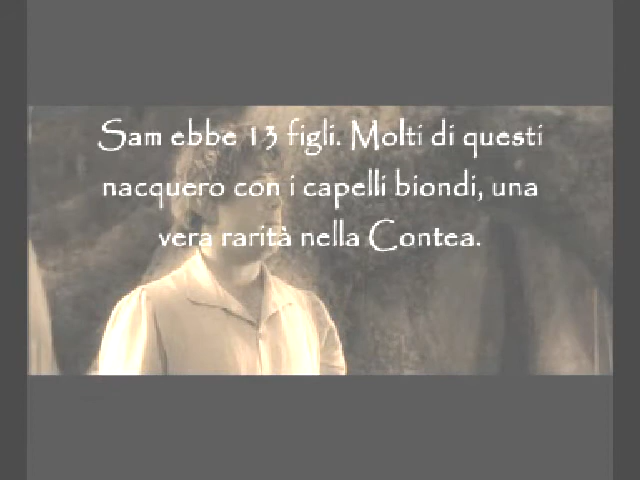 Sam ebbe 13 figli. Molti di questi
nacquero con i capelli biondi, una
vera rarità nella Contea.